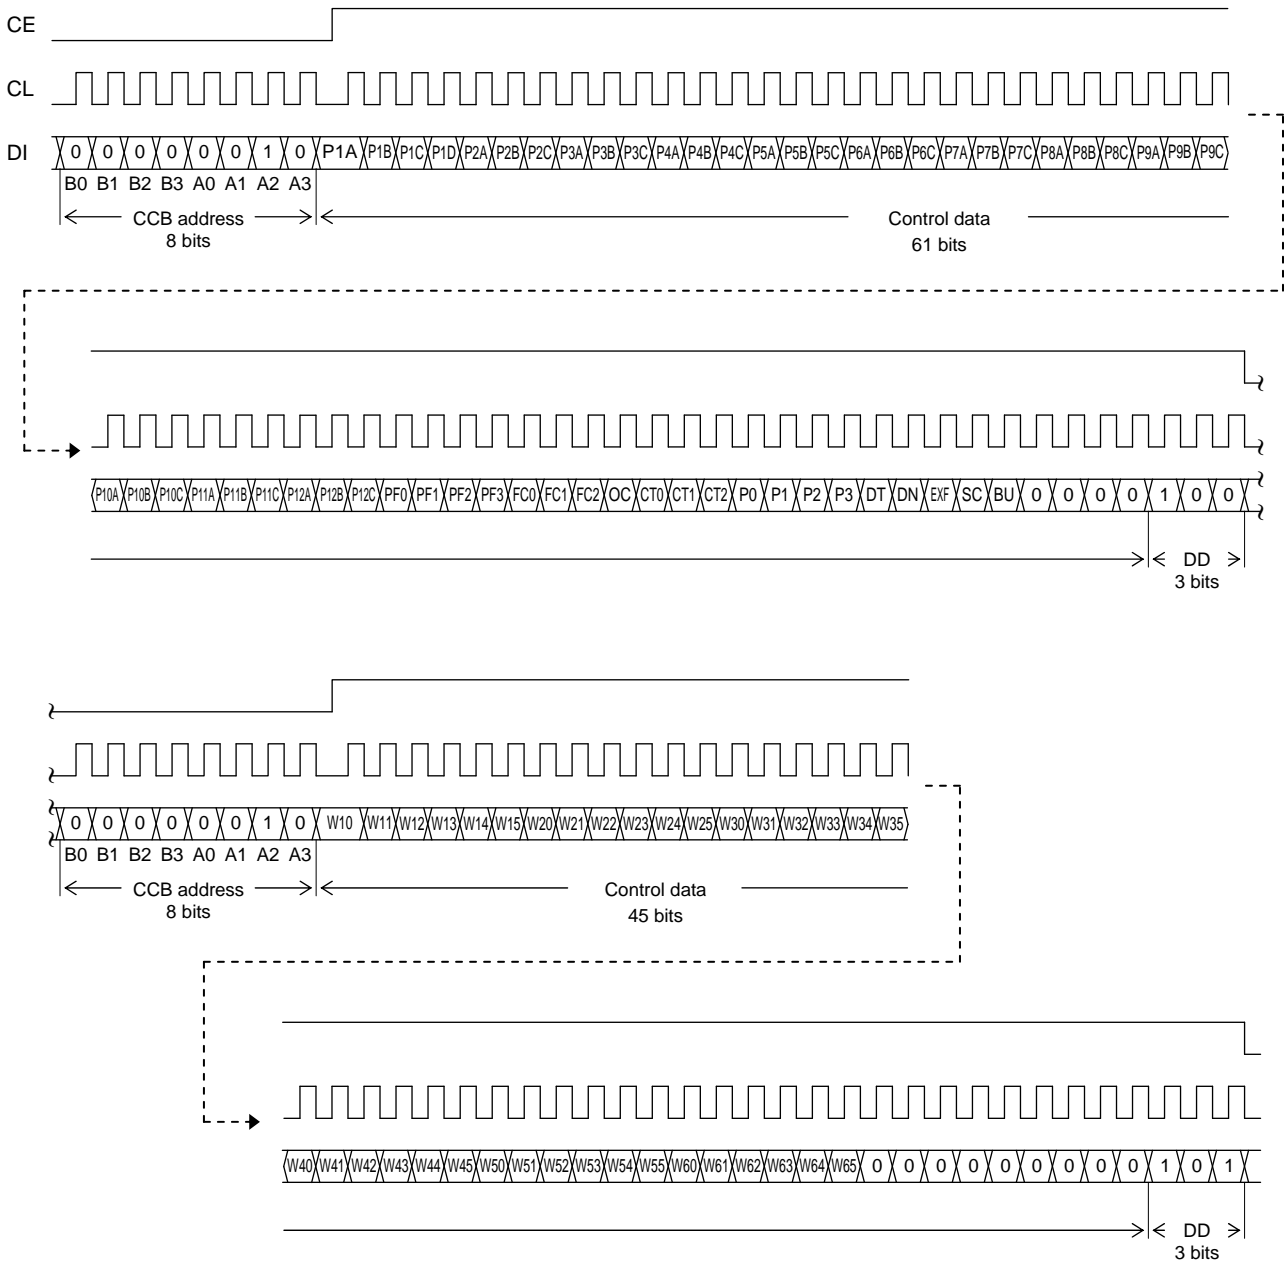 CE
CL
DI 0 0 0 0 0 0 1 0 P1A P1B P1C P1D P2A P2B P2C P3A P3B P3C P4A P4B P4C P5A P5B P5C P6A P6B P6C P7A P7B P7C P8A P8B P8C P9A P9B P9C
B0 B1 B2 B3 A0 A1 A2 A3
CCB address
8 bits
Control data
61 bits
P10A P10B P10C P11A P11B P11C P12A P12B P12C PF0 PF1 PF2 PF3 FC0 FC1 FC2 OC CT0 CT1 CT2 P0 P1 P2 P3 DT DN EXF SC BU 0 0 0 0 1 0 0
DD
3 bits
0 0 0 0 0 0 1 0 W10 W11 W12 W13 W14 W15 W20 W21 W22 W23 W24 W25 W30 W31 W32 W33 W34 W35
B0 B1 B2 B3 A0 A1 A2 A3
CCB address
8 bits
Control data
45 bits
W40 W41 W42 W43 W44 W45 W50 W51 W52 W53 W54 W55 W60 W61 W62 W63 W64 W65 0 0 0 0 0 0 0 0 0 1 0 1
DD
3 bits